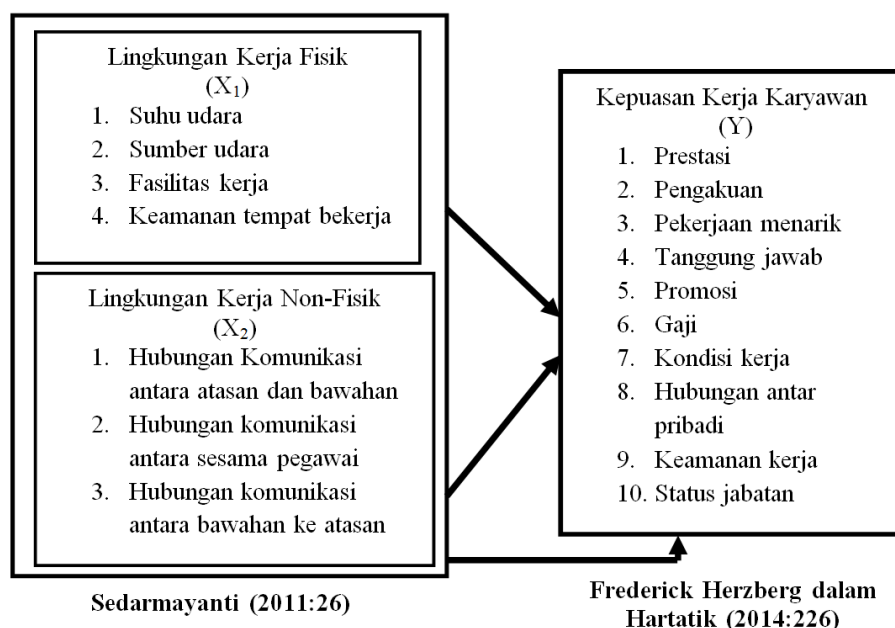 Lingkungan Kerja Fisik
(X₁)
1. Suhu udara
2. Sumber udara
3. Fasilitas kerja
4. Keamanan tempat bekerja
Lingkungan Kerja Non-Fisik
(X₂)
1. Hubungan Komunikasi
antara atasan dan bawahan
2. Hubungan komunikasi
antara sesama pegawai
3. Hubungan komunikasi
antara bawahan ke atasan
Sedarmayanti (2011:26)
Kepuasan Kerja Karyawan
(Y)
1. Prestasi
2. Pengakuan
3. Pekerjaan menarik
4. Tanggung jawab
5. Promosi
6. Gaji
7. Kondisi kerja
8. Hubungan antar
pribadi
9. Keamanan kerja
10. Status jabatan
Frederick Herzberg dalam
Hartatik (2014:226)